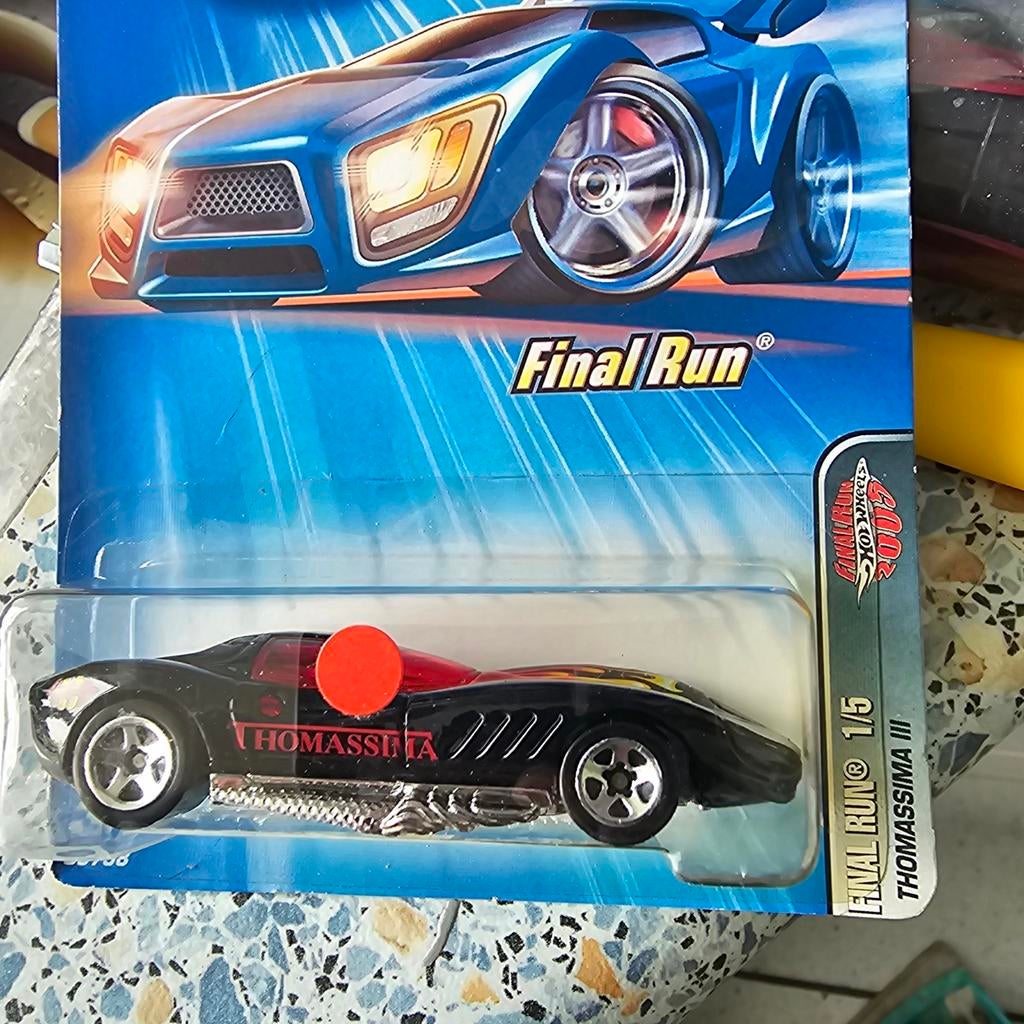 Final Run®
FINAL RUN
HOT WHEELS
2005
THOMASSIMA
FINAL RUN® 1/5
THOMASSIMA III